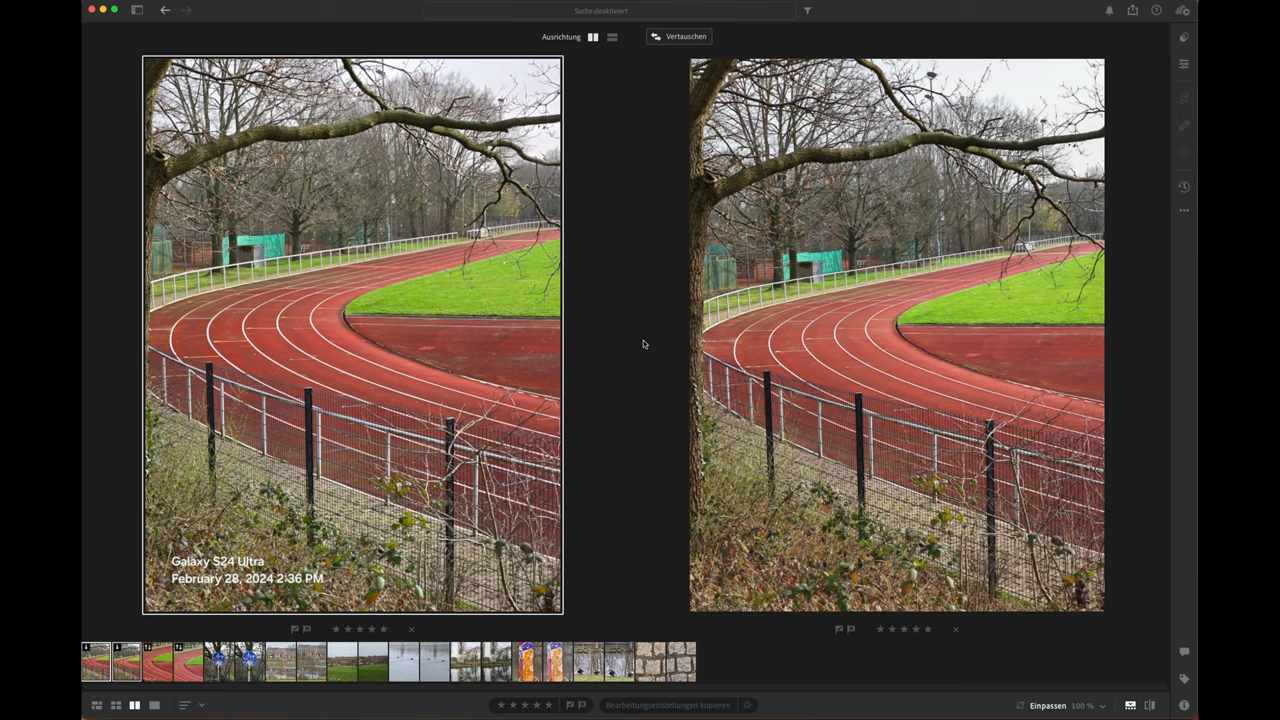 Suche deaktiviert
Ausrichtung
Vertauschen
Galaxy S24 Ultra
February 28, 2024 2:36 PM
Bearbeitungseinstellungen kopieren
Einpassen 100 %